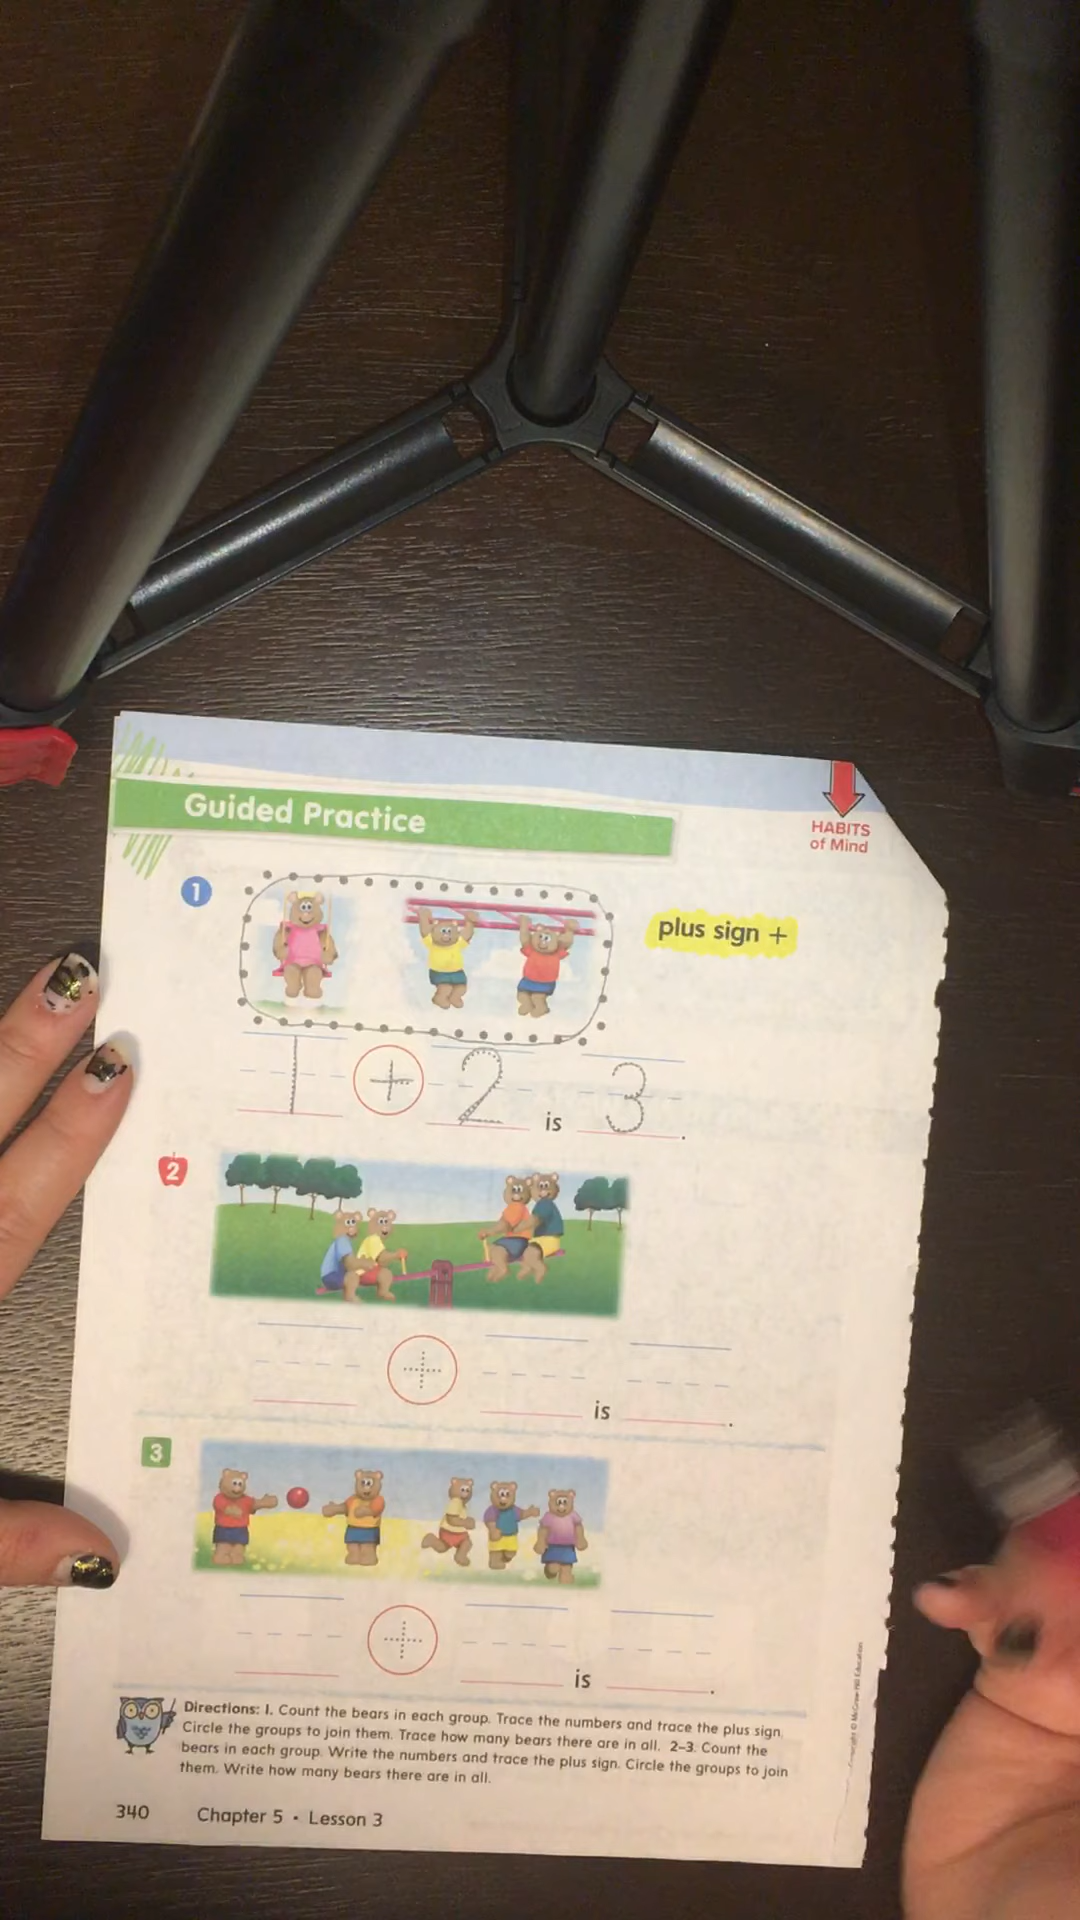 Guided Practice
HABITS
of Mind
1
plus sign +
1 + 2 is 3.
2
+ is .
3
+ is .
Directions: 1. Count the bears in each group. Trace the numbers and trace the plus sign.
Circle the groups to join them. Trace how many bears there are in all. 2–3. Count the
bears in each group. Write the numbers and trace the plus sign. Circle the groups to join
them. Write how many bears there are in all.
Copyright © McGraw-Hill Education
340 Chapter 5 • Lesson 3